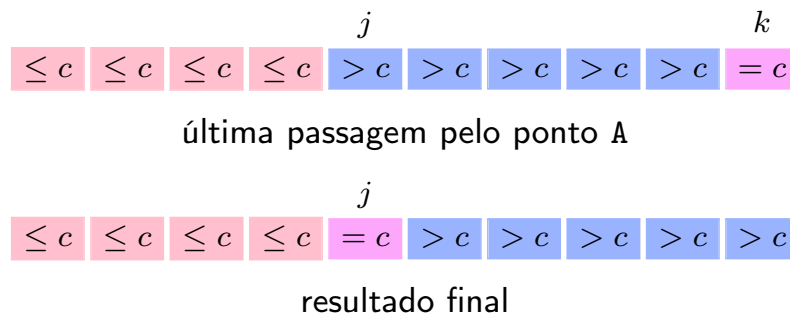 j k
≤ c ≤ c ≤ c ≤ c > c > c > c > c > c = c
última passagem pelo ponto A
j
≤ c ≤ c ≤ c ≤ c = c > c > c > c > c > c
resultado final